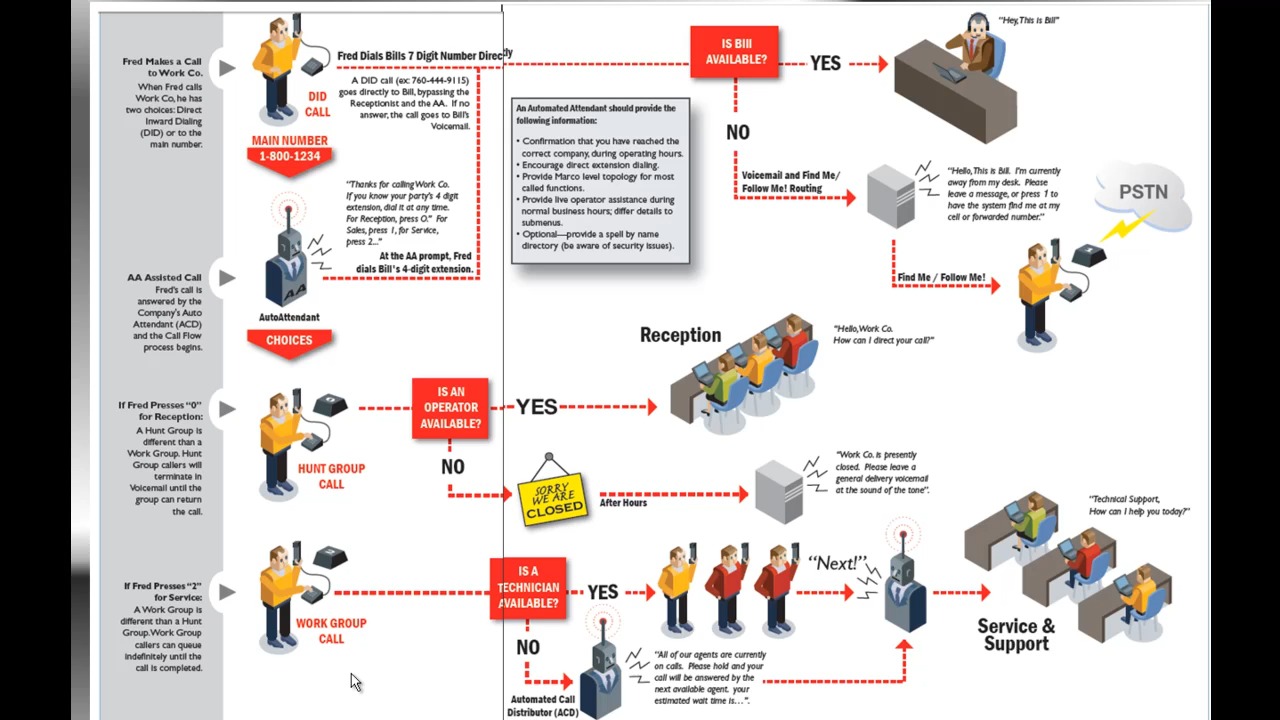 Fred Makes a Call
to Work Co.
When Fred calls
Work Co, he has
two choices: Direct
Inward Dialing
(DID) or to the
main number.
DID
CALL
MAIN NUMBER
1-800-1234
Fred Dials Bills 7 Digit Number Directly
A DID call (ex: 760-444-9115)
goes directly to Bill, bypassing the
Receptionist and the AA. If no
answer, the call goes to Bill's
Voicemail.
IS BIll
AVAILABLE?
YES
"Hey, This is Bill"
NO
Voicemail and Find Me/
Follow Me! Routing
"Hello, This is Bill. I'm currently
away from my desk. Please
leave a message, or press 1 to
have the system find me at my
cell or forwarded number."
PSTN
Find Me / Follow Me!
An Automated Attendant should provide the
following information:
• Confirmation that you have reached the
correct company, during operating hours.
• Encourage direct extension dialing.
• Provide Marco level topology for most
called functions.
• Provide live operator assistance during
normal business hours; differ details to
submenus.
• Optional—provide a spell by name
directory (be aware of security issues).
"Thanks for calling Work Co.
If you know your party's 4 digit
extension, did it at any time.
For Reception, press O." For
Sales, press 1, for Service,
press 2..."
At the AA prompt, Fred
dials Bill's 4-digit extension.
AA Assisted Call
Fred's call is
answered by the
Company's Auto
Attendant (ACD)
and the Call Flow
process begins.
AA
AutoAttendant
CHOICES
Reception
"Hello, Work Co.
How can I direct your call?"
If Fred Presses "0"
for Reception:
A Hunt Group is
different than a
Work Group. Hunt
Group callers will
terminate in
Voicemail until the
group can return
the call.
HUNT GROUP
CALL
IS AN
OPERATOR
AVAILABLE?
YES
NO
SORRY
WE ARE
CLOSED
After Hours
"Work Co. is presently
closed. Please leave a
general delivery voicemail
at the sound of the tone".
If Fred Presses "2"
for Service:
A Work Group is
different than a Hunt
Group. Work Group
callers can queue
indefinitely until the
call is completed.
WORK GROUP
CALL
IS A
TECHNICIAN
AVAILABLE?
YES
"Next!"
NO
Automated Call
Distributor (ACD)
"All of our agents are currently
on calls. Please hold and your
call will be answered by the
next available agent. your
estimated wait time is...".
"Technical Support,
How can I help you today?"
Service &
Support